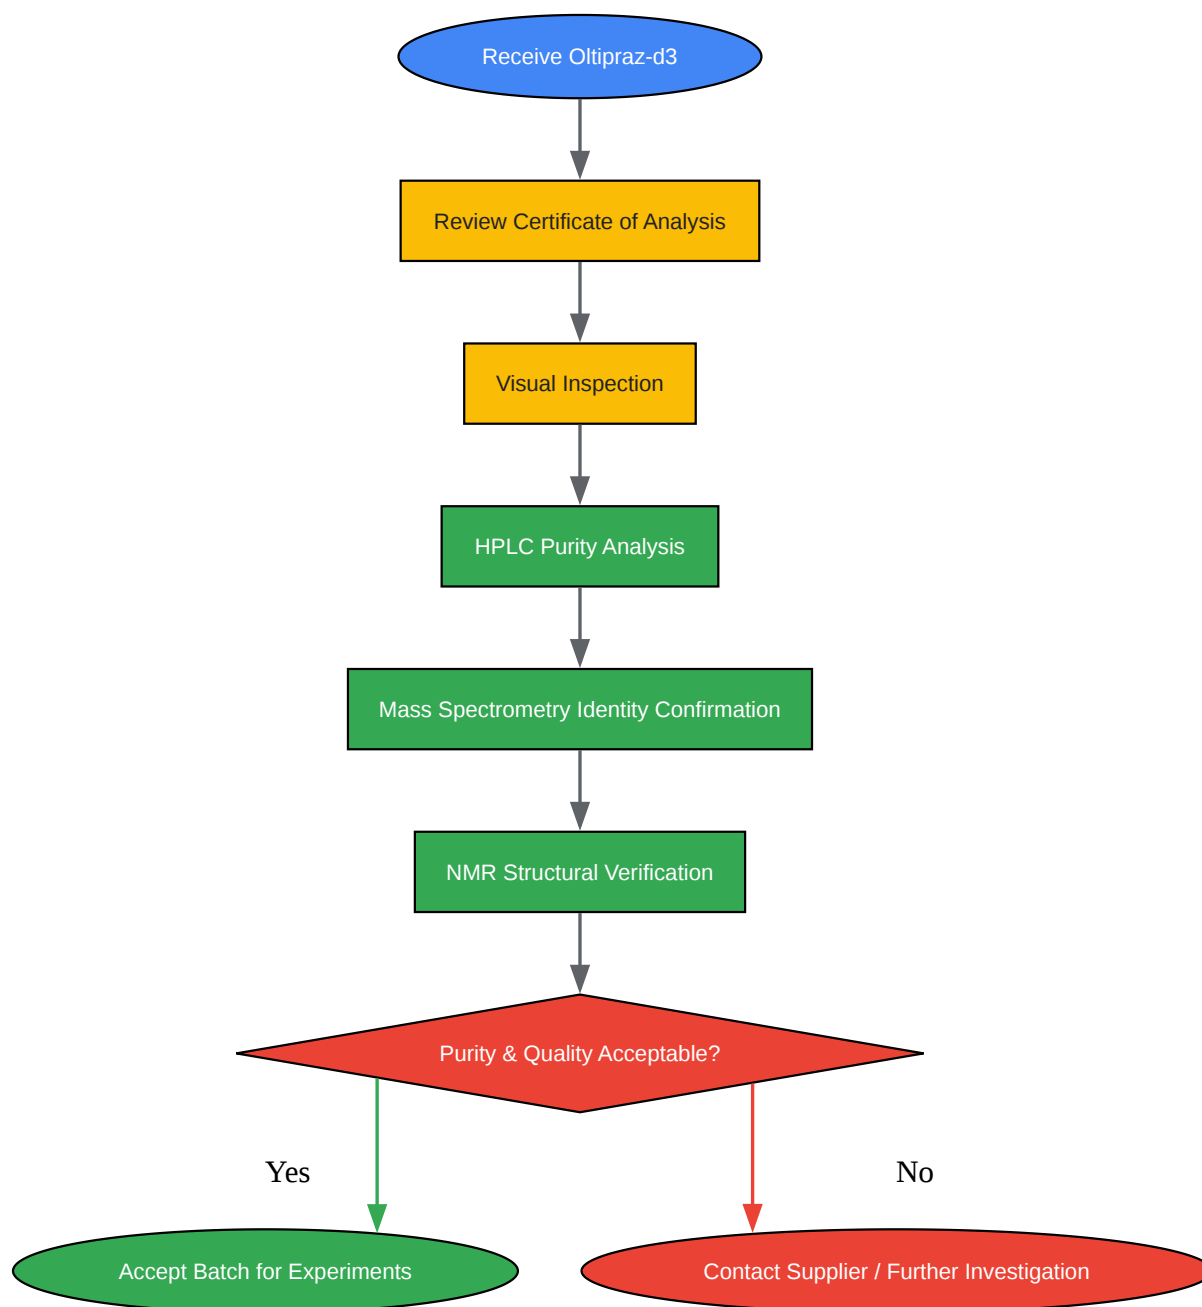 Receive Oltipraz-d3
Review Certificate of Analysis
Visual Inspection
HPLC Purity Analysis
Mass Spectrometry Identity Confirmation
NMR Structural Verification
Purity & Quality Acceptable?
Yes
No
Accept Batch for Experiments
Contact Supplier / Further Investigation